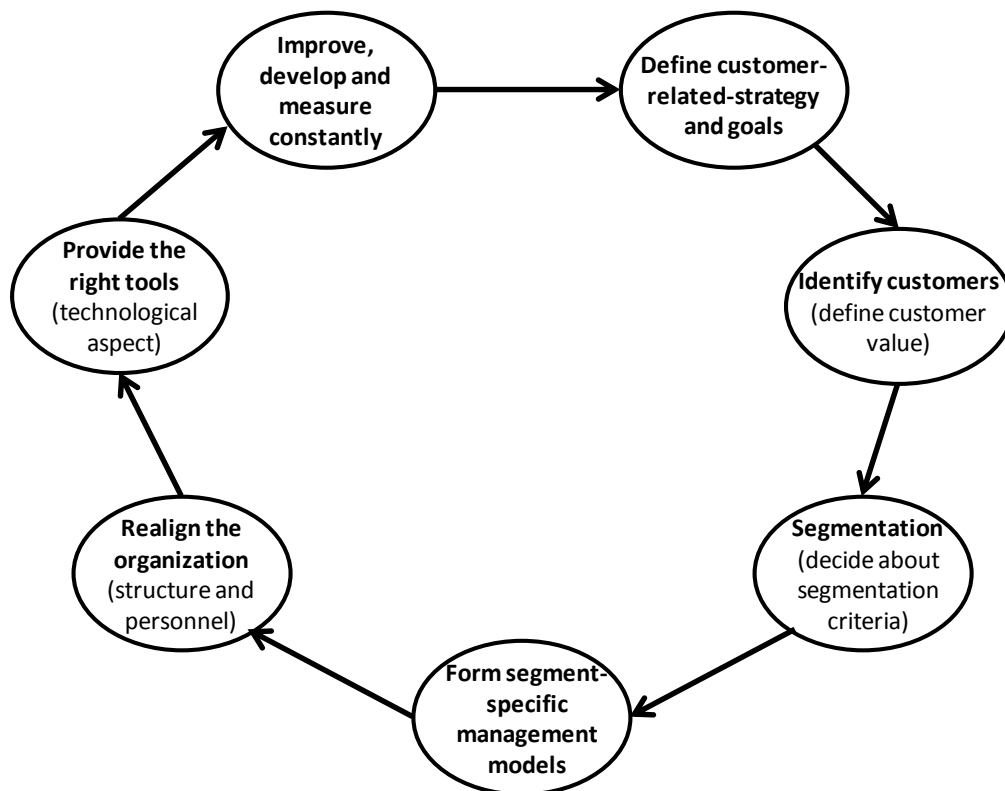 Improve,
develop and
measure
constantly
Define customer-
related-strategy
and goals
Identify customers
(define customer
value)
Segmentation
(decide about
segmentation
criteria)
Form segment-
specific
management
models
Realign the
organization
(structure and
personnel)
Provide the
right tools
(technological
aspect)